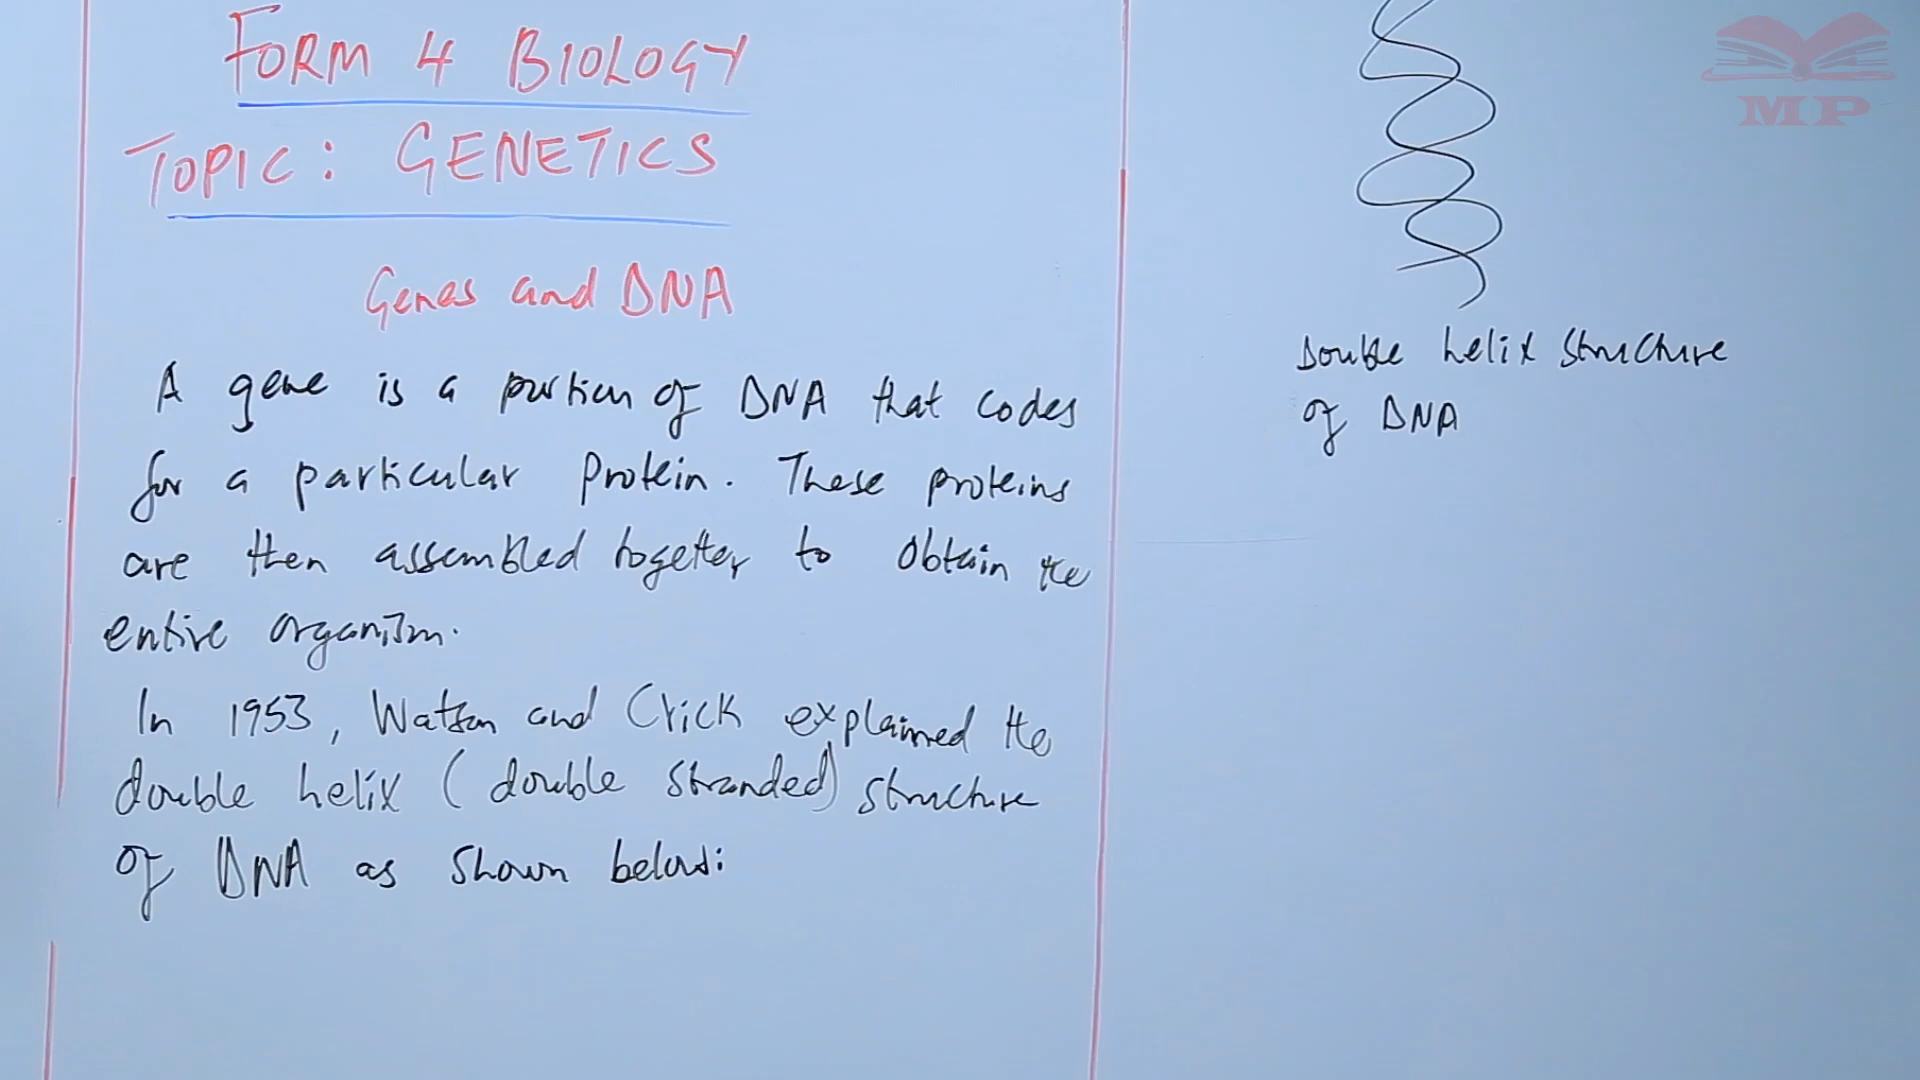 FORM 4 BIOLOGY
TOPIC: GENETICS
Genes and DNA
A gene is a portion of DNA that codes
for a particular protein. These proteins
are then assembled together to obtain the
entire organism.
In 1953, Watson and Crick explained the
double helix (double stranded) structure
of DNA as shown below:
Double helix structure
of DNA
MP